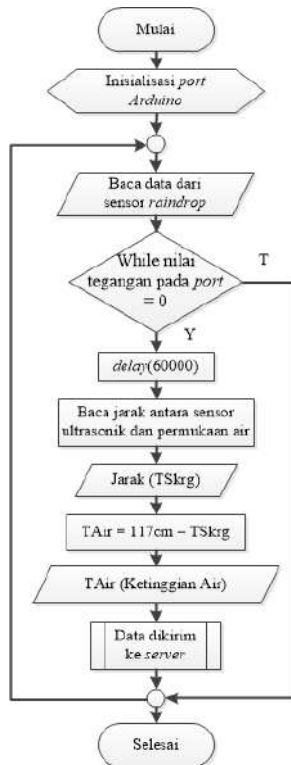 Mulai
Inisialisasi port
Arduino
Baca data dari
sensor raindrop
While nilai
tegangan pada port
= 0
T
Y
delay(60000)
Baca jarak antara sensor
ultrasonik dan permukaan air
Jarak (TSkrg)
TAir = 117cm – TSkrg
TAir (Ketinggian Air)
Data dikirim
ke server
Selesai